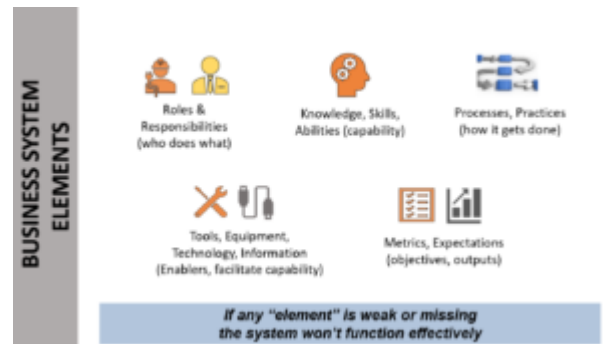 BUSINESS SYSTEM
ELEMENTS
Roles &
Responsibilities
(who does what)
Knowledge, Skills,
Abilities (capability)
Processes, Practices
(how it gets done)
Tools, Equipment,
Technology, Information
(Enablers, facilitate capability)
Metrics, Expectations
(objectives, outputs)
If any "element" is weak or missing
the system won't function effectively